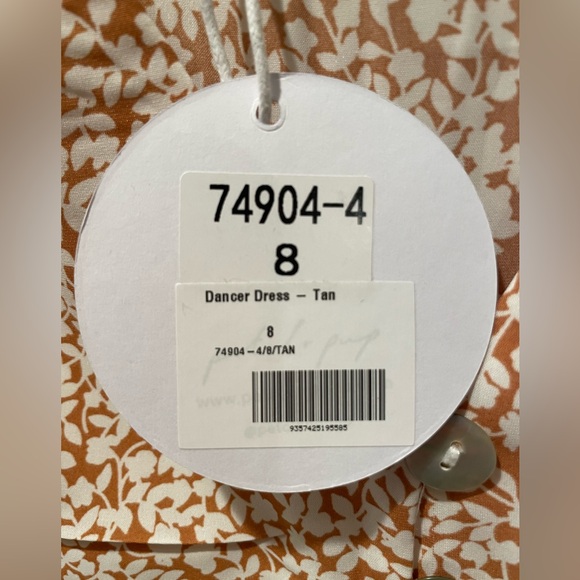 74904-4
8
Dancer Dress – Tan
8
74904-4/8/TAN
9357425195585